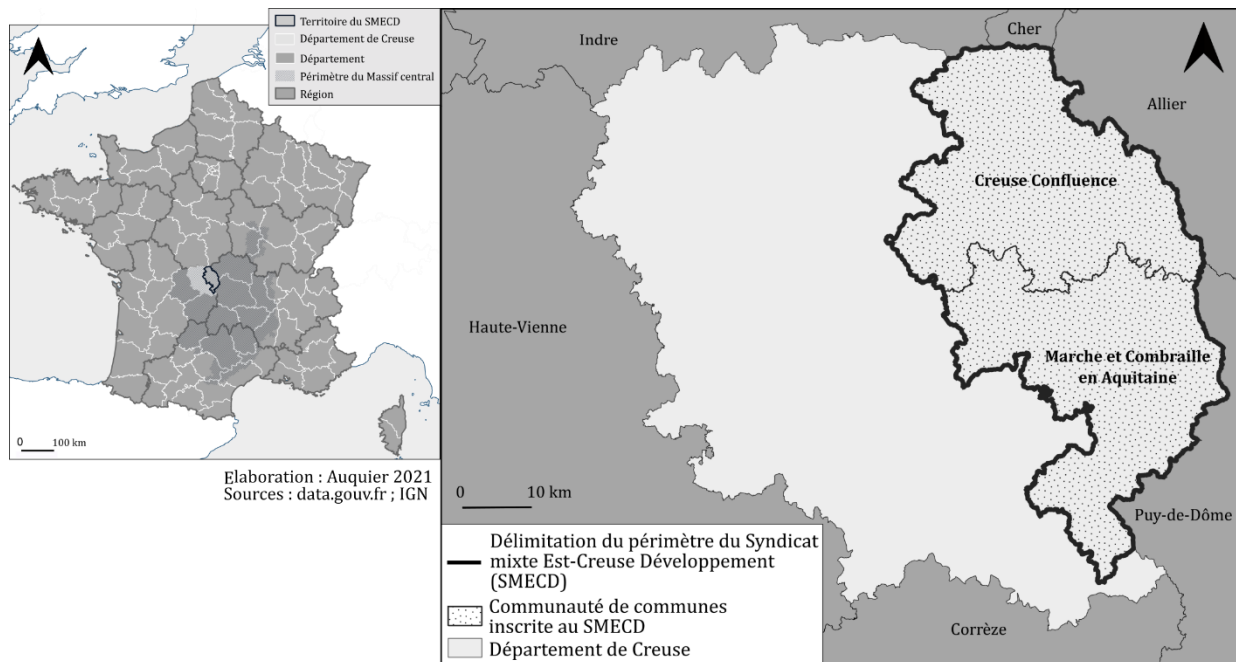 Territoire du SMECD
Département de Creuse
Département
Périmètre du Massif central
Région
0 100 km
Elaboration : Auquier 2021
Sources : data.gouv.fr ; IGN
Indre
Cher
Allier
Creuse Confluence
Haute-Vienne
Marche et Combraille
en Aquitaine
Puy-de-Dôme
Corrèze
0 10 km
Délimitation du périmètre du Syndicat
mixte Est-Creuse Développement
(SMECD)
Communauté de communes
inscrite au SMECD
Département de Creuse